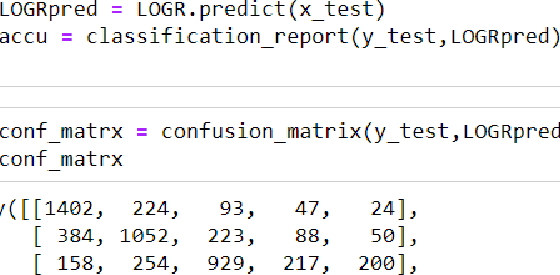 LOGRpred = LOGR.predict(x_test)
accu = classification_report(y_test,LOGRpred)
conf_matrx = confusion_matrix(y_test,LOGRpred
conf_matrx
y([[1402, 224, 93, 47, 24],
[ 384, 1052, 223, 88, 50],
[ 158, 254, 929, 217, 200],